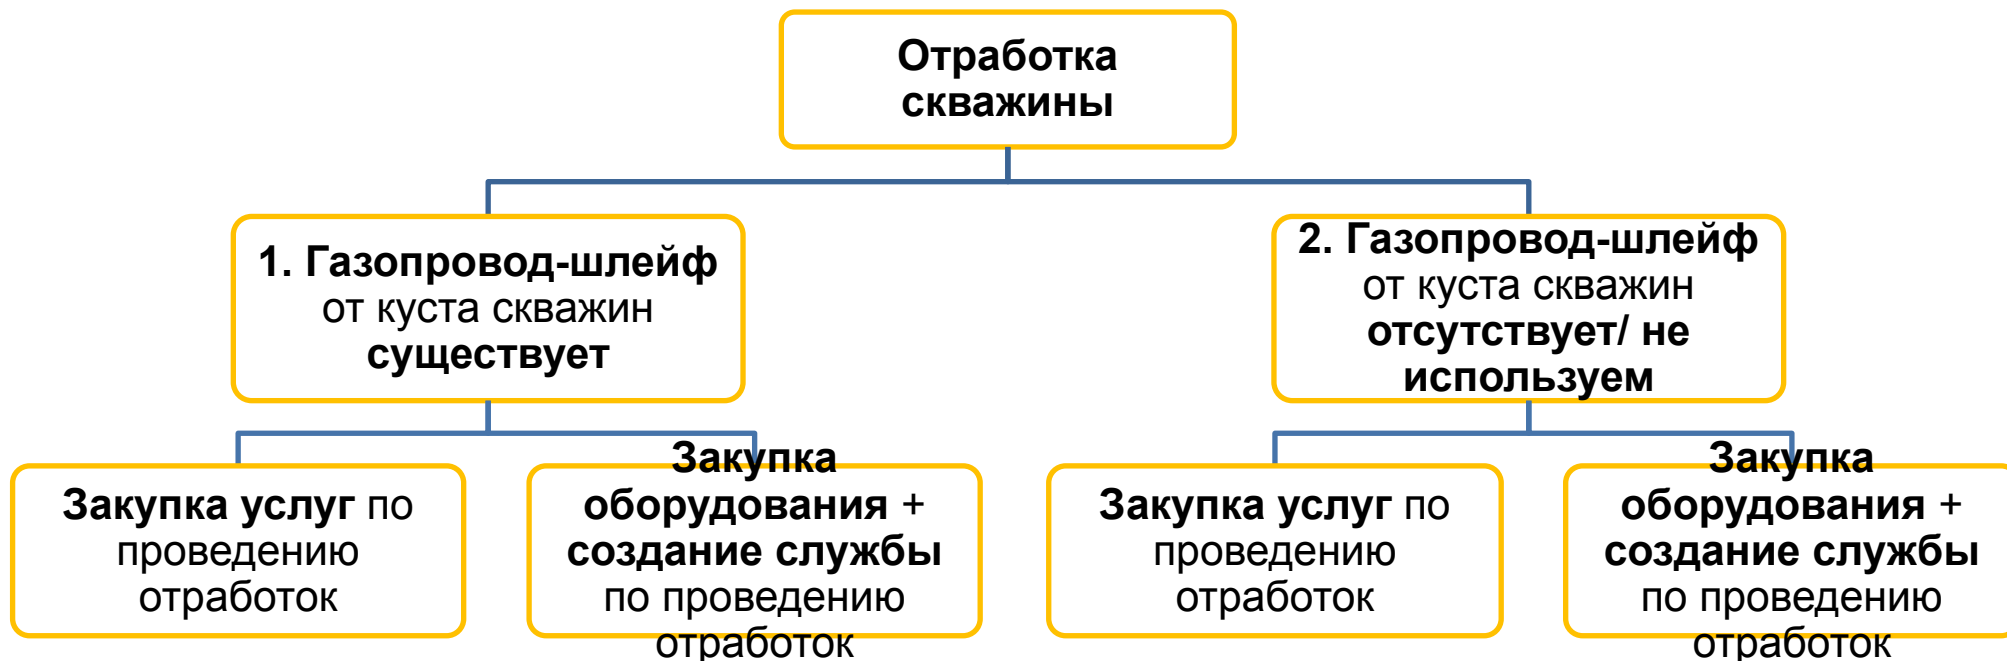 Отработка
скважины
1. Газопровод-шлейф
от куста скважин
существует
2. Газопровод-шлейф
от куста скважин
отсутствует/ не
используем
Закупка услуг по
проведению
отработок
Закупка
оборудования +
создание службы
по проведению
отработок
Закупка услуг по
проведению
отработок
Закупка
оборудования +
создание службы
по проведению
отработок